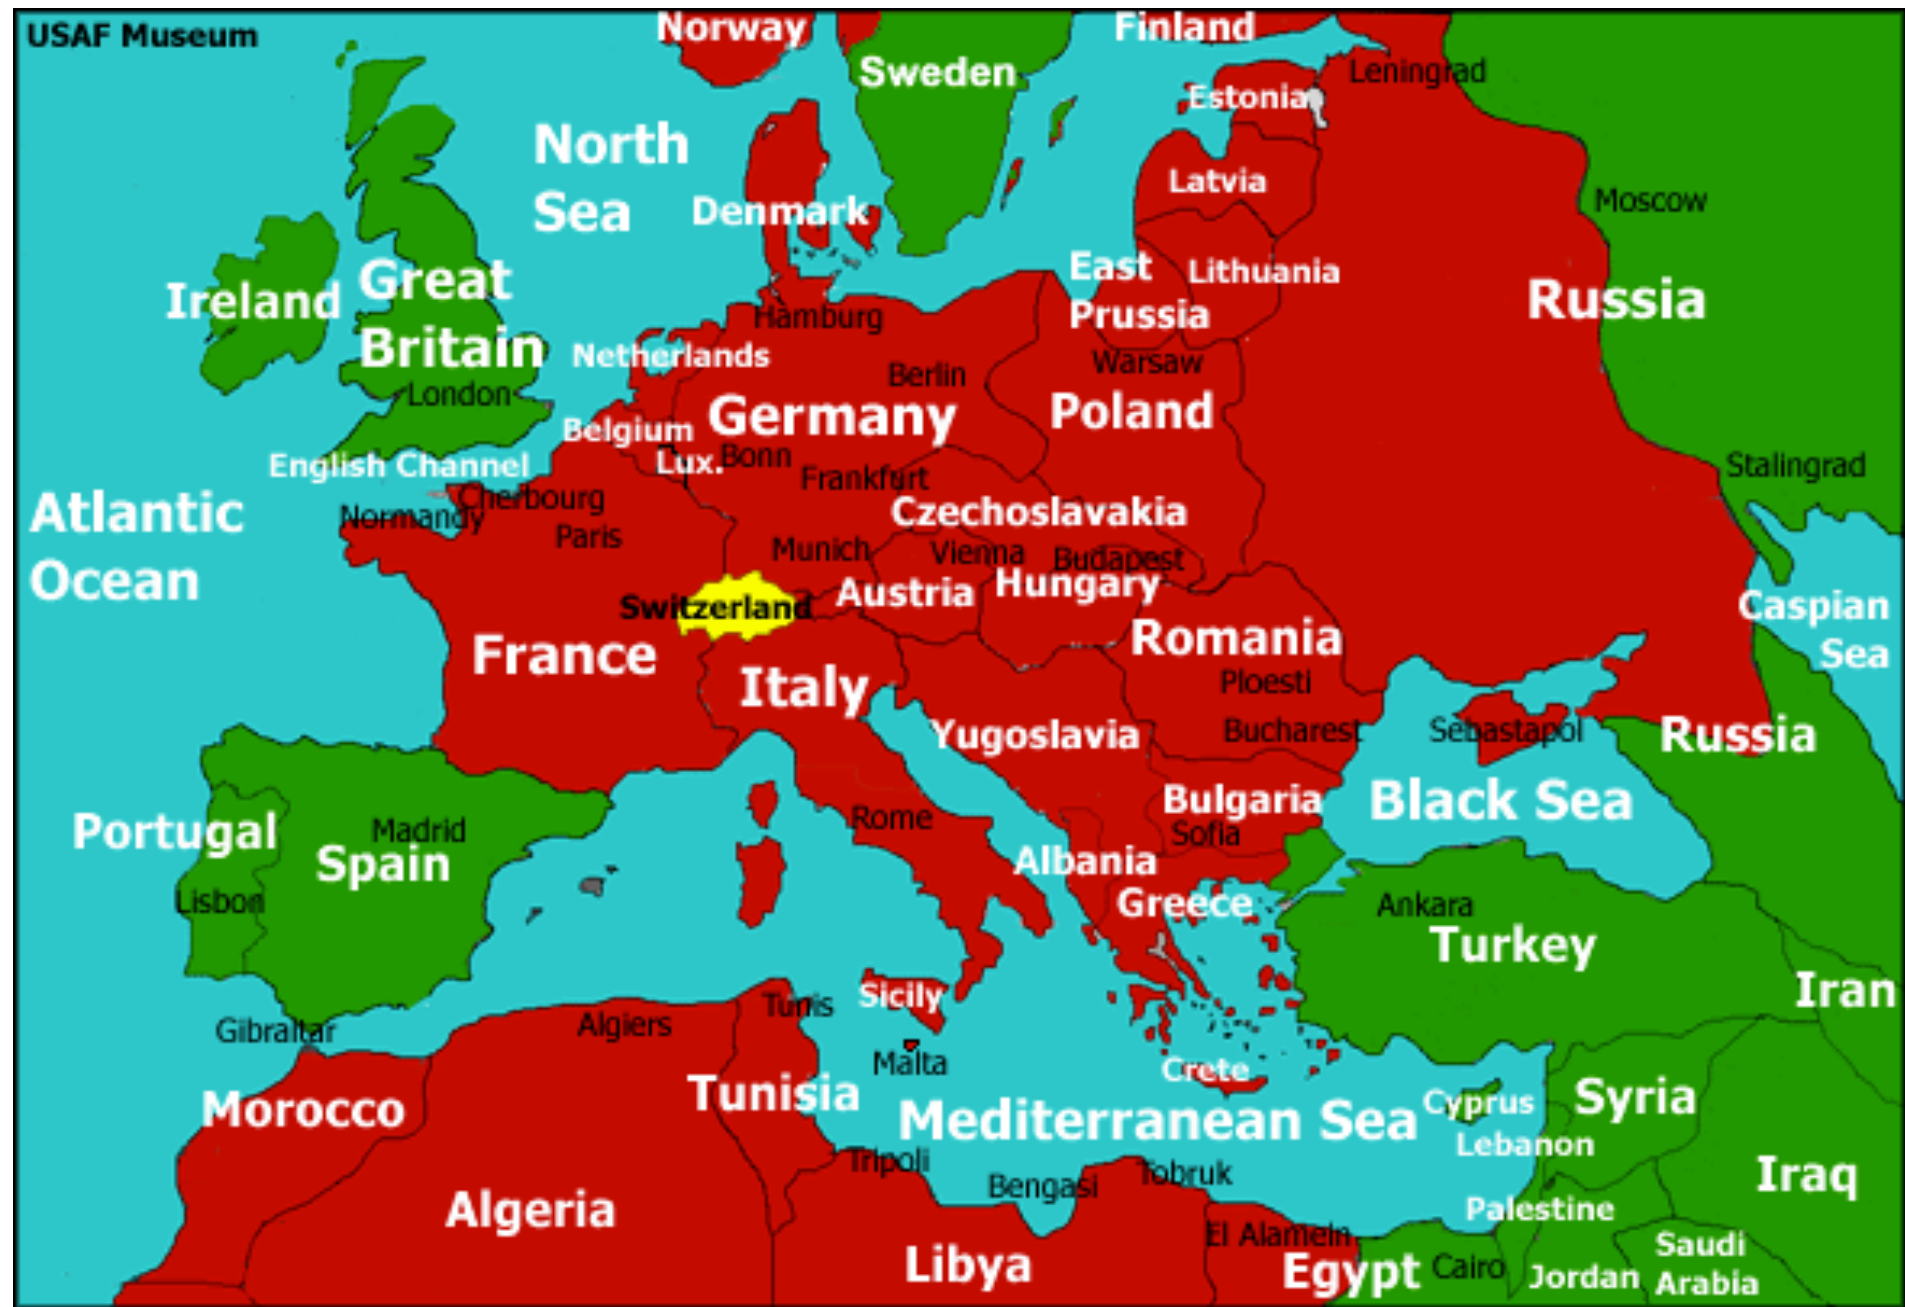 USAF Museum
Norway
Finland
Sweden
Leningrad
Estonia
North
Sea
Latvia
Moscow
Denmark
East
Prussia
Lithuania
Ireland
Great
Britain
Russia
Hamburg
Netherlands
Warsaw
Berlin
London
Germany
Poland
Belgium
Bonn
Lux.
English Channel
Stalingrad
Frankfurt
Cherbourg
Atlantic
Ocean
Normandy
Czechoslavakia
Paris
Munich
Vienna
Budapest
Switzerland
Austria
Hungary
Caspian
Sea
France
Romania
Italy
Ploesti
Yugoslavia
Bucharest
Sebastapol
Russia
Bulgaria
Black Sea
Portugal
Madrid
Rome
Sofia
Spain
Albania
Lisbon
Greece
Ankara
Turkey
Sicily
Iran
Tunis
Gibraltar
Algiers
Malta
Crete
Morocco
Tunisia
Mediterranean Sea
Cyprus
Syria
Lebanon
Tripoli
Bengasi
Tobruk
Iraq
Algeria
Palestine
El Alamein
Saudi
Arabia
Libya
Egypt
Cairo
Jordan